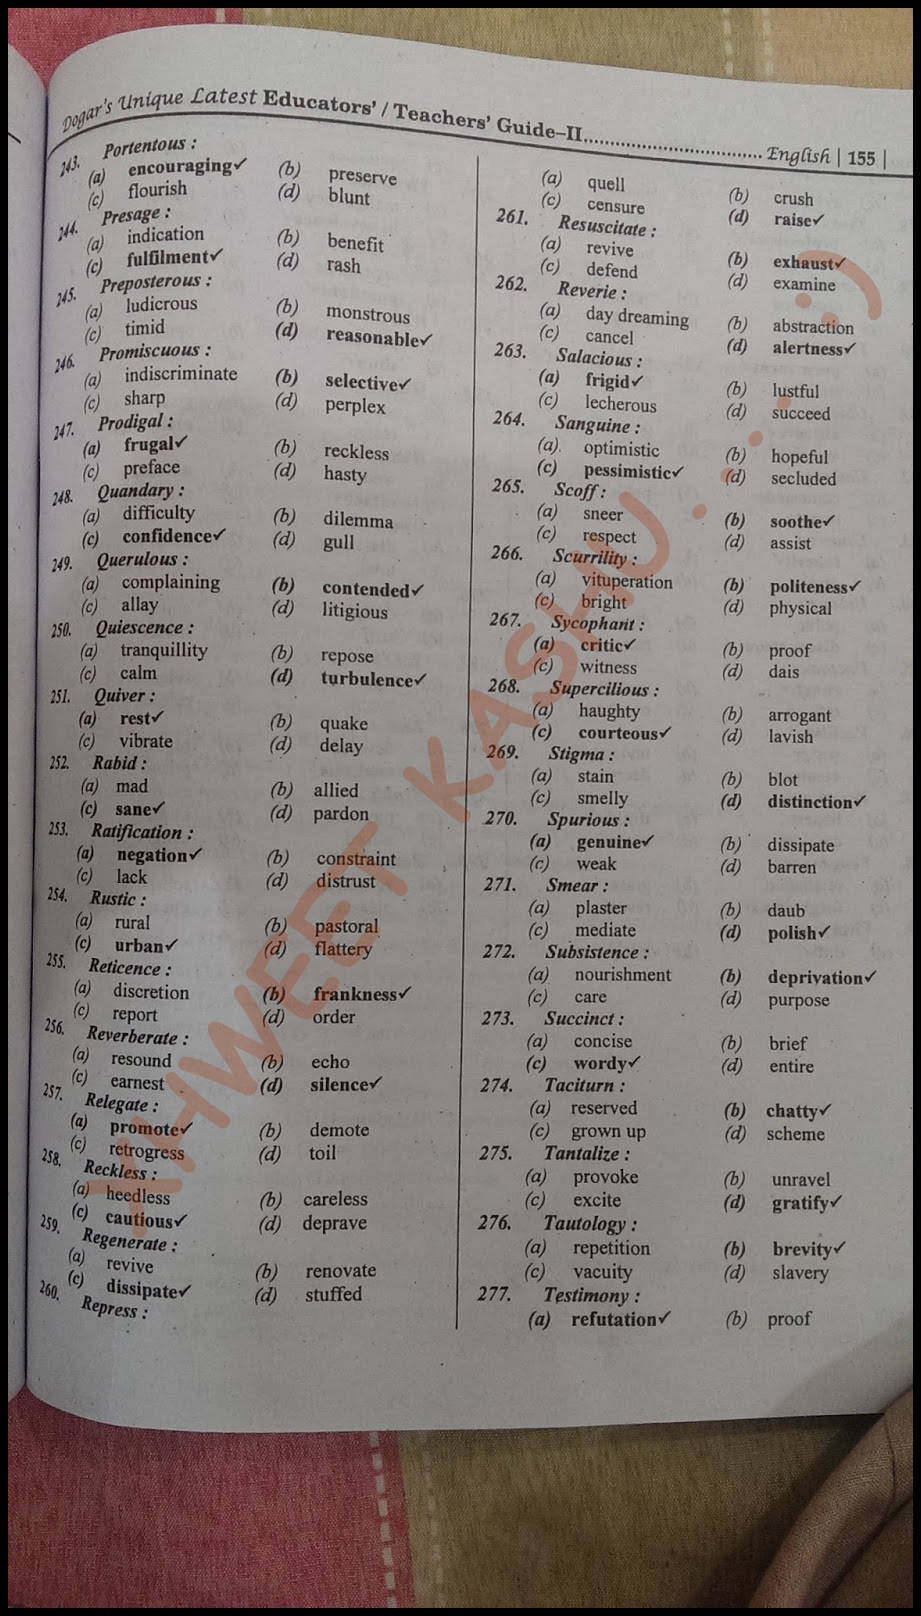 Dogar's Unique Latest Educators' / Teachers' Guide–II.................................. English | 155 |
243. Portentous :
(a) encouraging✓ (b) preserve
(c) flourish (d) blunt
244. Presage :
(a) indication (b) benefit
(c) fulfilment✓ (d) rash
245. Preposterous :
(a) ludicrous (b) monstrous
(c) timid (d) reasonable✓
246. Promiscuous :
(a) indiscriminate (b) selective✓
(c) sharp (d) perplex
247. Prodigal :
(a) frugal✓ (b) reckless
(c) preface (d) hasty
248. Quandary :
(a) difficulty (b) dilemma
(c) confidence✓ (d) gull
249. Querulous :
(a) complaining (b) contended✓
(c) allay (d) litigious
250. Quiescence :
(a) tranquillity (b) repose
(c) calm (d) turbulence✓
251. Quiver :
(a) rest✓ (b) quake
(c) vibrate (d) delay
252. Rabid :
(a) mad (b) allied
(c) sane✓ (d) pardon
253. Ratification :
(a) negation✓ (b) constraint
(c) lack (d) distrust
254. Rustic :
(a) rural (b) pastoral
(c) urban✓ (d) flattery
255. Reticence :
(a) discretion (b) frankness✓
(c) report (d) order
256. Reverberate :
(a) resound (b) echo
(c) earnest (d) silence✓
257. Relegate :
(a) promote✓ (b) demote
(c) retrogress (d) toil
258. Reckless :
(a) heedless (b) careless
(c) cautious✓ (d) deprave
259. Regenerate :
(a) revive (b) renovate
(c) dissipate✓ (d) stuffed
260. Repress :
(a) quell (b) crush
(c) censure (d) raise✓
261. Resuscitate :
(a) revive (b) exhaust✓
(c) defend (d) examine
262. Reverie :
(a) day dreaming (b) abstraction
(c) cancel (d) alertness✓
263. Salacious :
(a) frigid✓ (b) lustful
(c) lecherous (d) succeed
264. Sanguine :
(a). optimistic (b) hopeful
(c) pessimistic✓ (d) secluded
265. Scoff :
(a) sneer (b) soothe✓
(c) respect (d) assist
266. Scurrility :
(a) vituperation (b) politeness✓
(c) bright (d) physical
267. Sycophant :
(a) critic✓ (b) proof
(c) witness (d) dais
268. Supercilious :
(a) haughty (b) arrogant
(c) courteous✓ (d) lavish
269. Stigma :
(a) stain (b) blot
(c) smelly (d) distinction✓
270. Spurious :
(a) genuine✓ (b) dissipate
(c) weak (d) barren
271. Smear :
(a) plaster (b) daub
(c) mediate (d) polish✓
272. Subsistence :
(a) nourishment (b) deprivation✓
(c) care (d) purpose
273. Succinct :
(a) concise (b) brief
(c) wordy✓ (d) entire
274. Taciturn :
(a) reserved (b) chatty✓
(c) grown up (d) scheme
275. Tantalize :
(a) provoke (b) unravel
(c) excite (d) gratify✓
276. Tautology :
(a) repetition (b) brevity✓
(c) vacuity (d) slavery
277. Testimony :
(a) refutation✓ (b) proof
XHWEET KASHU... :)